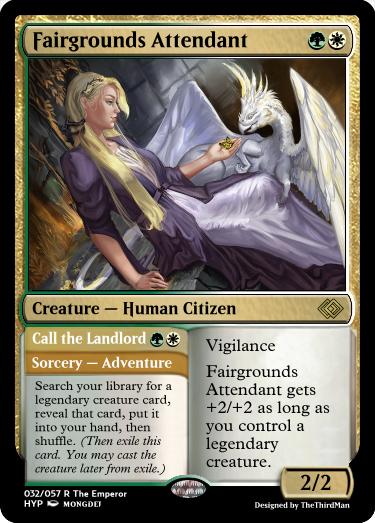 Fairgrounds Attendant
Creature — Human Citizen
Call the Landlord
Sorcery — Adventure
Search your library for a
legendary creature card,
reveal that card, put it
into your hand, then
shuffle. (Then exile this
card. You may cast the
creature later from exile.)
Vigilance
Fairgrounds
Attendant gets
+2/+2 as long as
you control a
legendary
creature.
2/2
032/057 R The Emperor
HYP MONGDEI
Designed by TheThirdMan